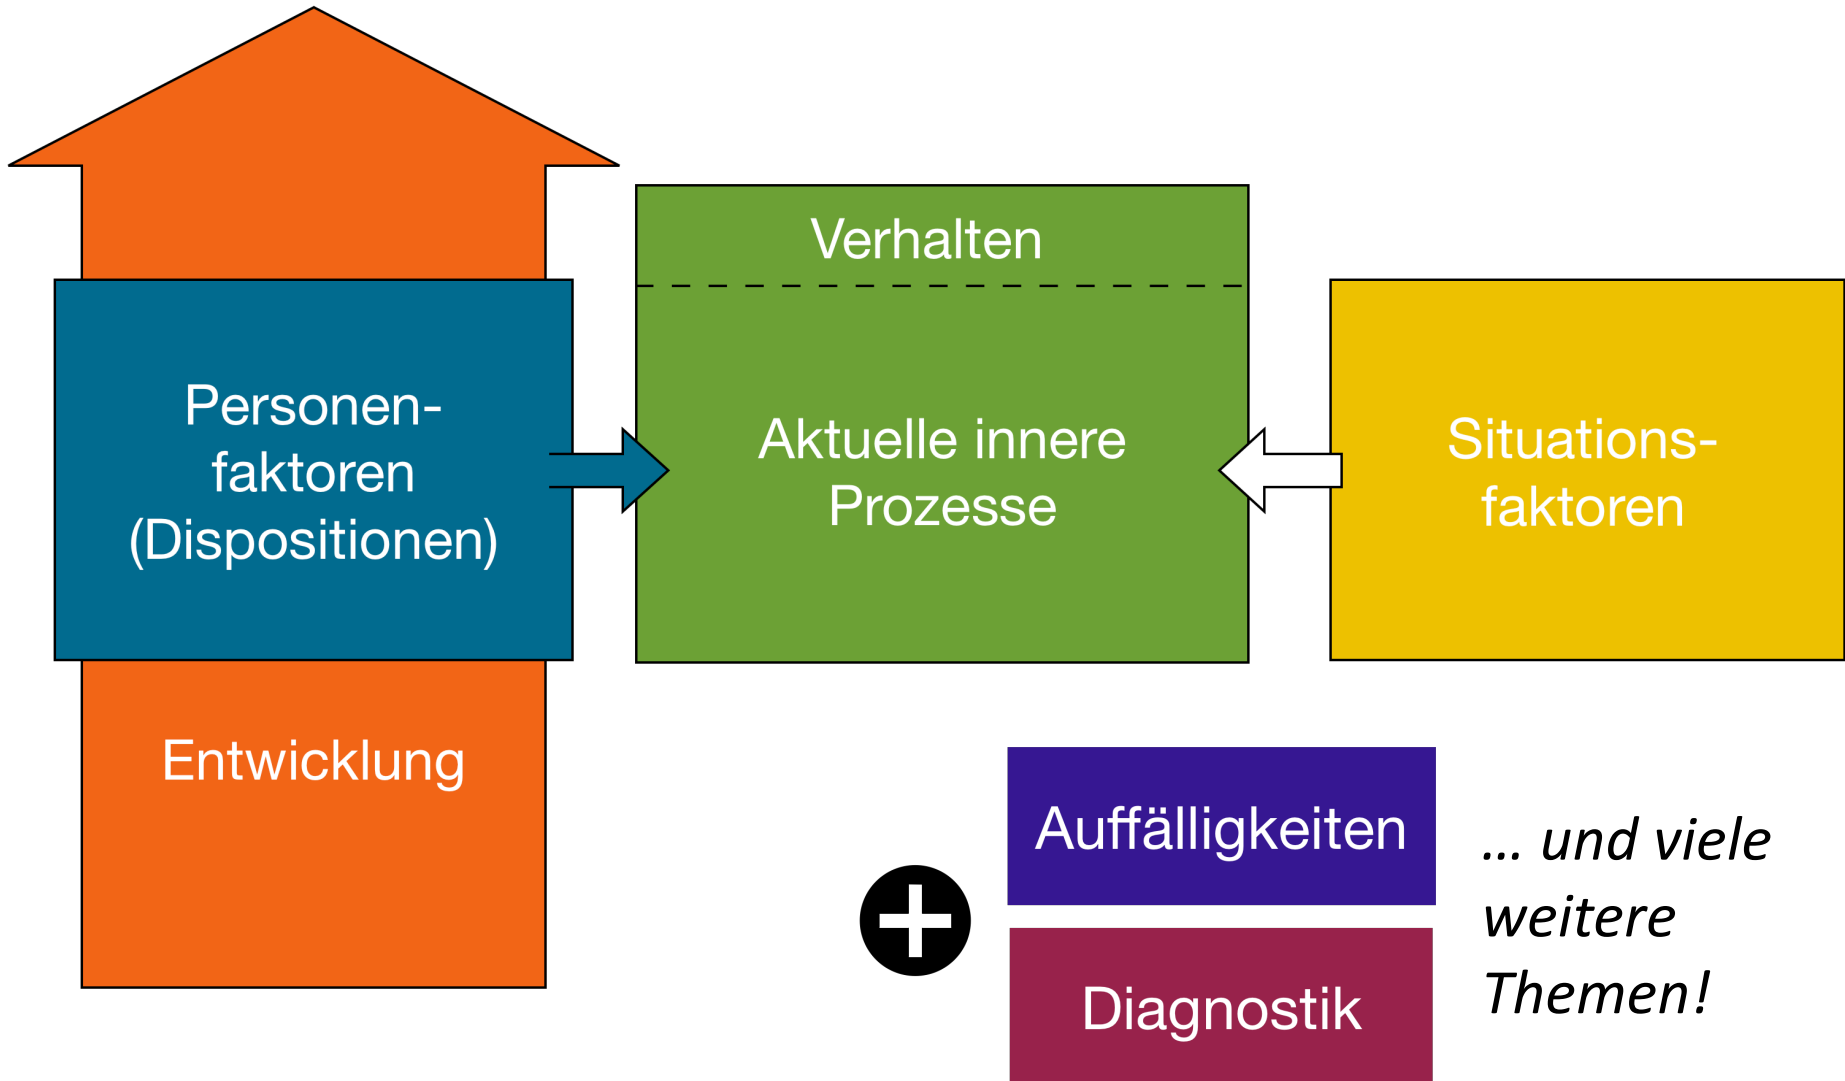 Verhalten
Personen-
faktoren
(Dispositionen)
Aktuelle innere
Prozesse
Situations-
faktoren
Entwicklung
Auffälligkeiten
Diagnostik
... und viele
weitere
Themen!